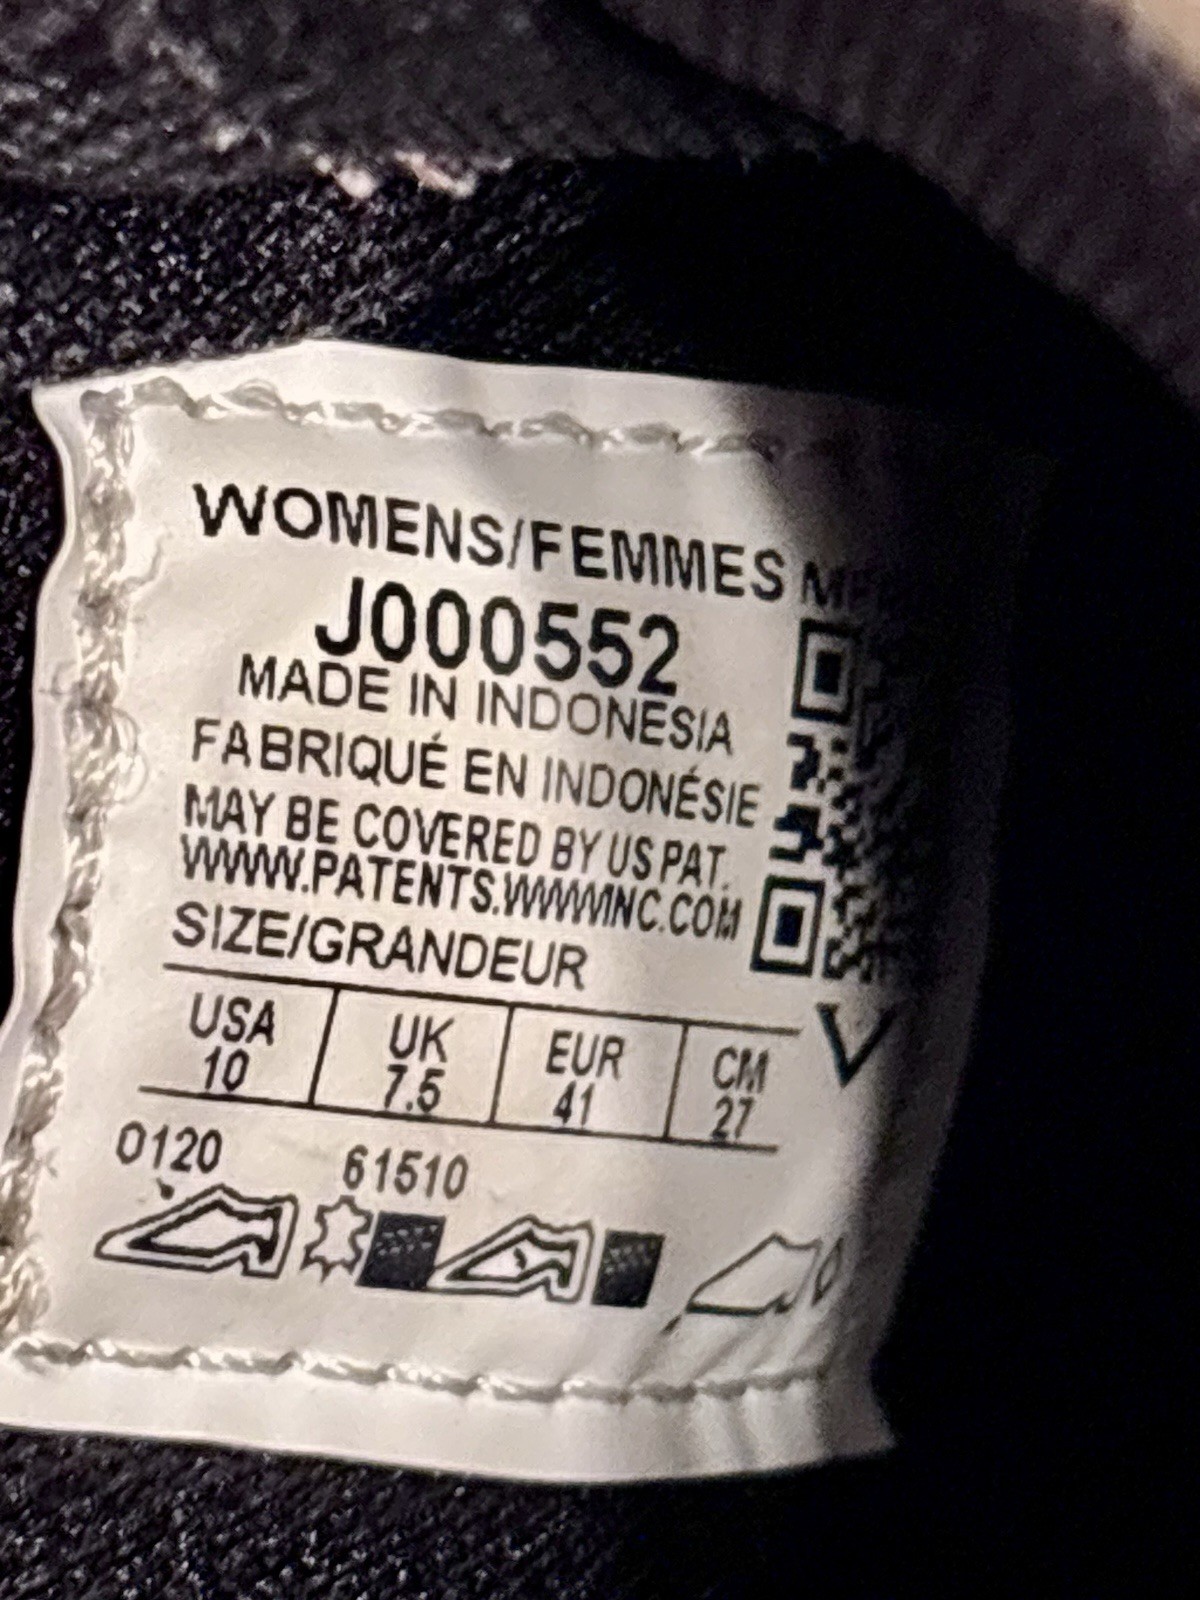 WOMENS/FEMMES
J000552
MADE IN INDONESIA
FABRIQUÉ EN INDONÉSIE
MAY BE COVERED BY US PAT.
WWW.PATENTS.WWWINC.COM
SIZE/GRANDEUR
USA UK EUR CM
10 7.5 41 27
0120 61510
V